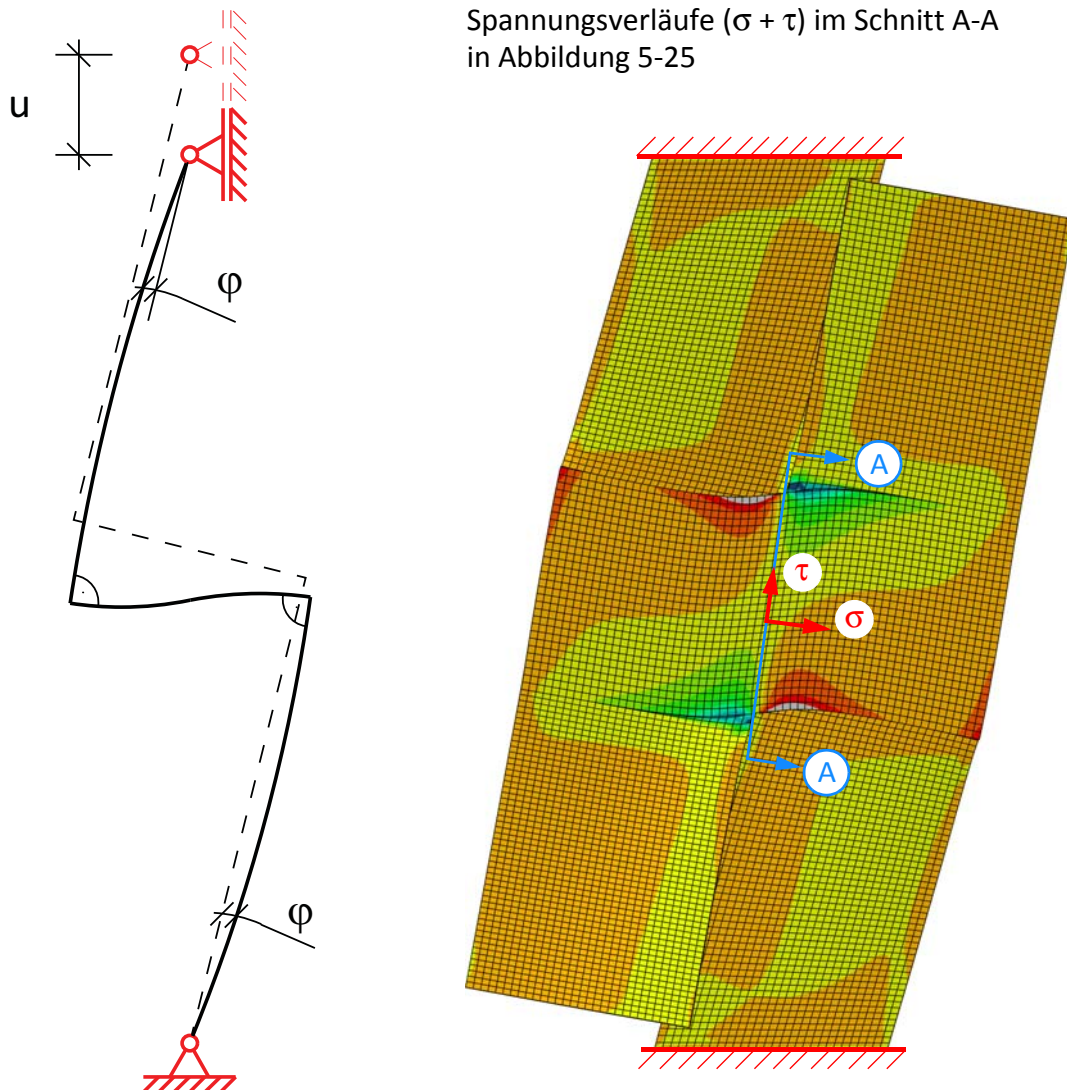 Spannungsverläufe (σ + τ) im Schnitt A-A
in Abbildung 5-25
u
φ
A
τ
σ
A
φ